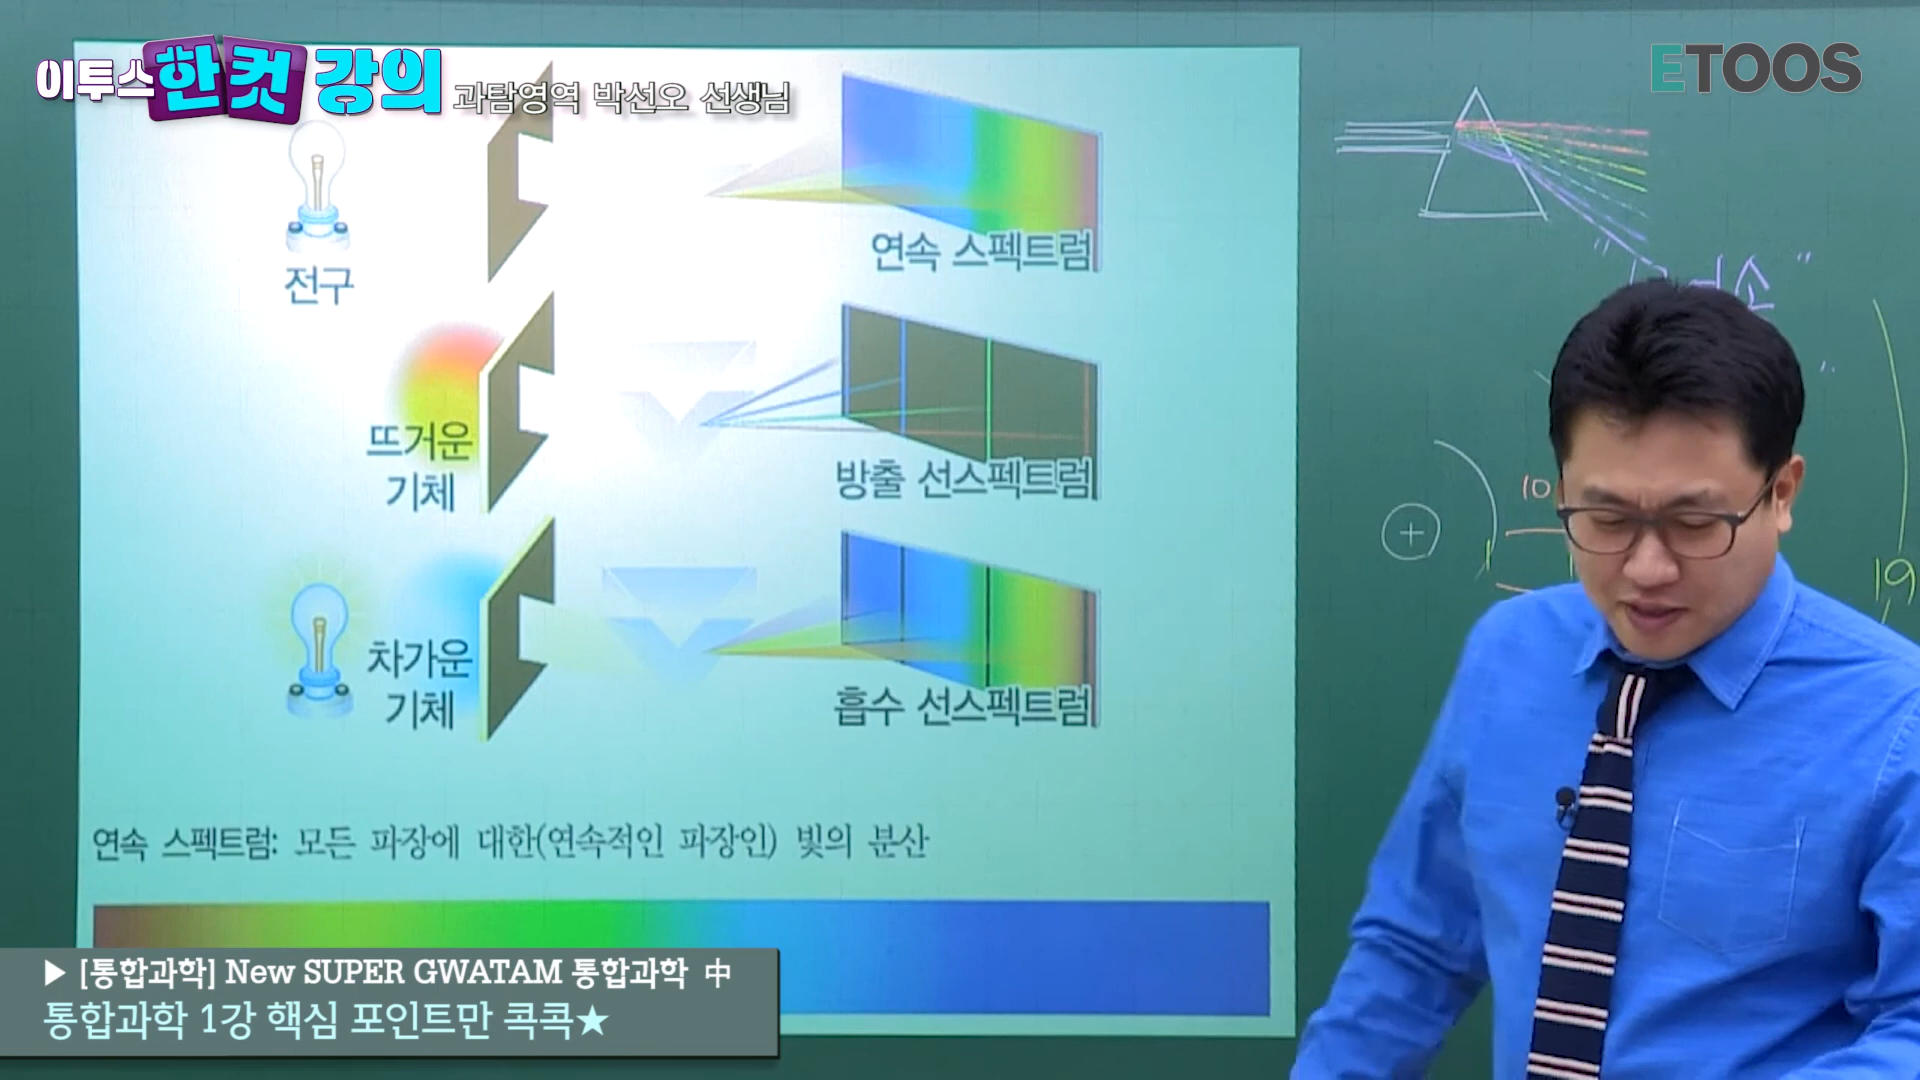 이투스 한컷 강의 과탐영역 박선오 선생님
ETOOS
전구
연속 스펙트럼
뜨거운
기체
방출 선스펙트럼
차가운
기체
흡수 선스펙트럼
연속 스펙트럼: 모든 파장에 대한(연속적인 파장인) 빛의 분산
10
+
1
19
▶ [통합과학] New SUPER GWATAM 통합과학 中
통합과학 1강 핵심 포인트만 콕콕★